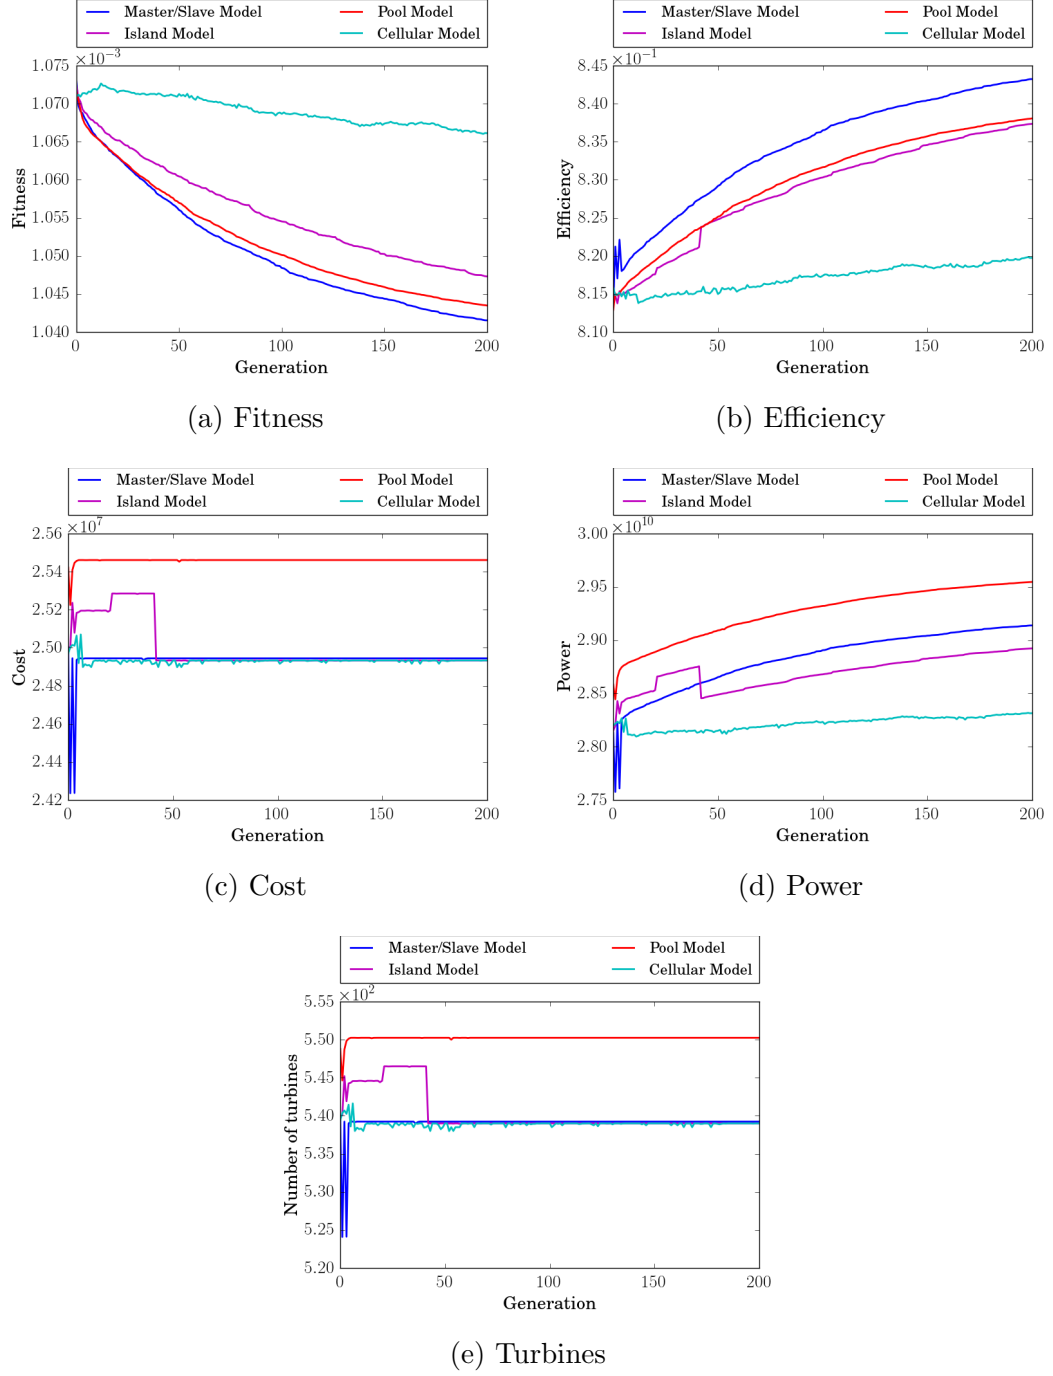 Master/Slave Model Pool Model
Island Model Cellular Model
×10⁻³
1.075
1.070
1.065
1.060
1.055
1.050
1.045
1.040
Fitness
0 50 100 150 200
Generation
(a) Fitness
Master/Slave Model Pool Model
Island Model Cellular Model
×10⁻¹
8.45
8.40
8.35
8.30
8.25
8.20
8.15
8.10
Efficiency
0 50 100 150 200
Generation
(b) Efficiency
Master/Slave Model Pool Model
Island Model Cellular Model
×10⁷
2.56
2.54
2.52
2.50
2.48
2.46
2.44
2.42
Cost
0 50 100 150 200
Generation
(c) Cost
Master/Slave Model Pool Model
Island Model Cellular Model
×10¹⁰
3.00
2.95
2.90
2.85
2.80
2.75
Power
0 50 100 150 200
Generation
(d) Power
Master/Slave Model Pool Model
Island Model Cellular Model
×10²
5.55
5.50
5.45
5.40
5.35
5.30
5.25
5.20
Number of turbines
0 50 100 150 200
Generation
(e) Turbines